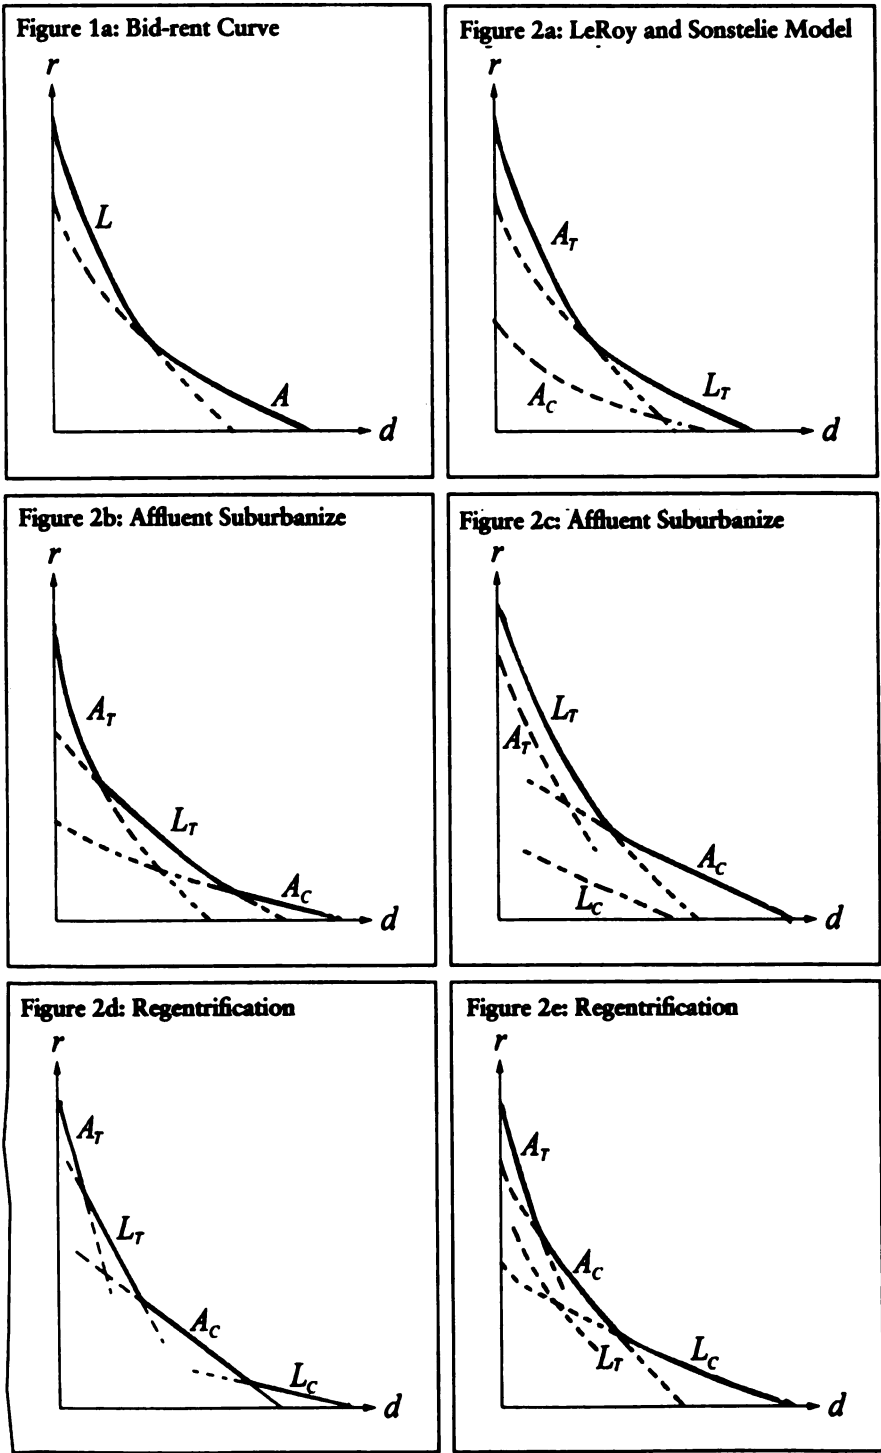 Figure 1a: Bid-rent Curve
r
L
A
d
Figure 2a: LeRoy and Sonstelie Model
r
A_T
A_C
L_T
d
Figure 2b: Affluent Suburbanize
r
A_T
L_T
A_C
d
Figure 2c: Affluent Suburbanize
r
L_T
A_T
A_C
L_C
d
Figure 2d: Regentrification
r
A_T
L_T
A_C
L_C
d
Figure 2e: Regentrification
r
A_T
A_C
L_T
L_C
d